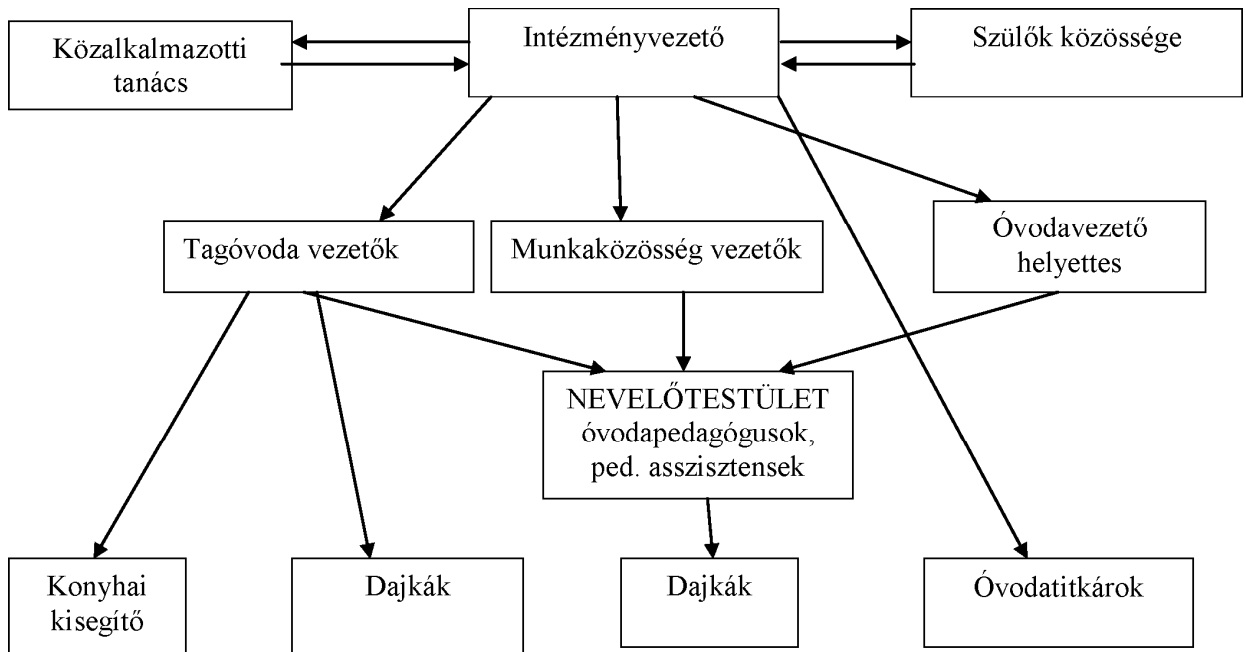 Közalkalmazotti
tanács
Intézményvezető
Szülők közössége
Tagóvoda vezetők
Munkaközösség vezetők
Óvodavezető
helyettes
NEVELŐTESTÜLET
óvodapedagógusok,
ped. asszisztensek
Konyhai
kisegítő
Dajkák
Dajkák
Óvodatitkárok